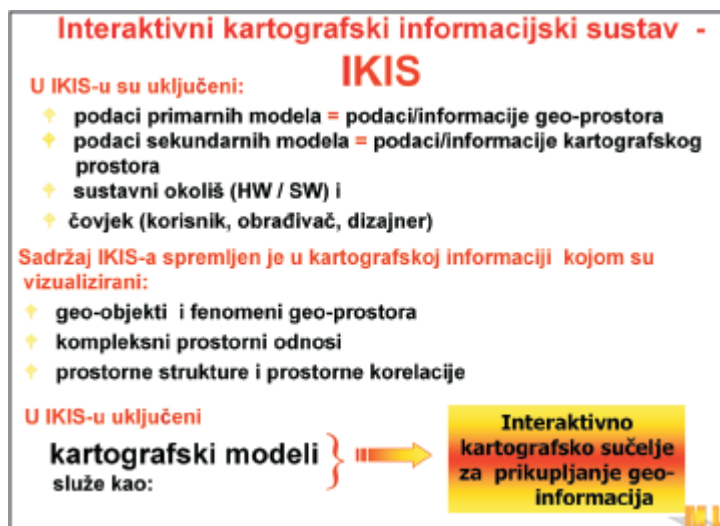 Interaktivni kartografski informacijski sustav -
IKIS
U IKIS-u su uključeni:
podaci primarnih modela = podaci/informacije geo-prostora
podaci sekundarnih modela = podaci/informacije kartografskog
prostora
sustavni okoliš (HW / SW) i
čovjek (korisnik, obrađivač, dizajner)
Sadržaj IKIS-a spremljen je u kartografskoj informaciji kojom su
vizualizirani:
geo-objekti i fenomeni geo-prostora
kompleksni prostorni odnosi
prostorne strukture i prostorne korelacije
U IKIS-u uključeni
kartografski modeli
služe kao:
Interaktivno
kartografsko sučelje
za prikupljanje geo-
informacija